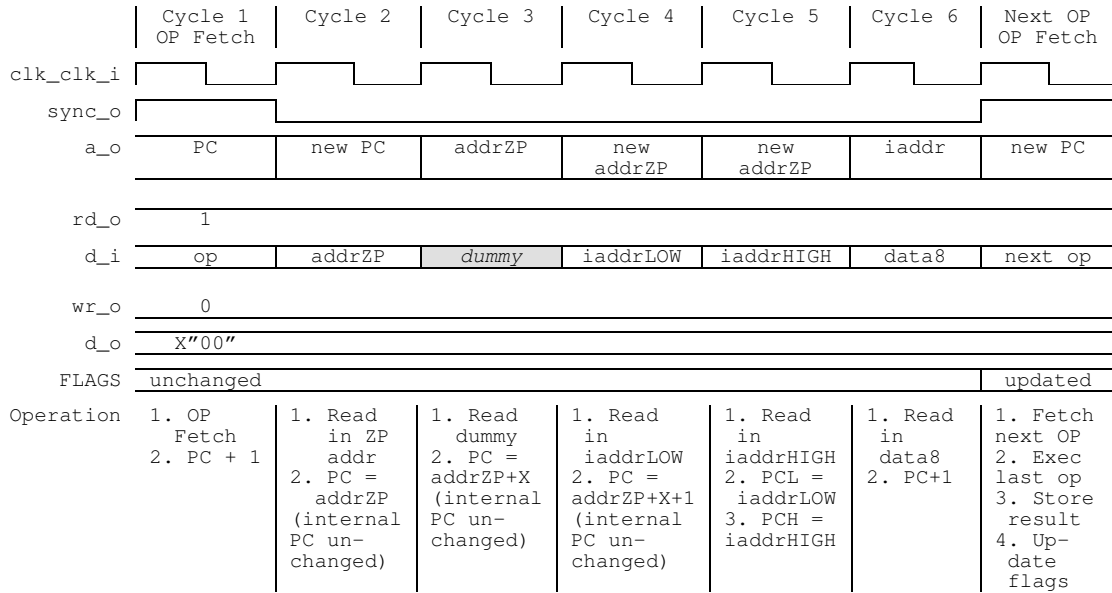 Cycle 1 Cycle 2 Cycle 3 Cycle 4 Cycle 5 Cycle 6 Next OP
OP Fetch OP Fetch
clk_clk_i
sync_o
a_o PC new PC addrZP new new iaddr new PC
addrZP addrZP
rd_o 1
d_i op addrZP dummy iaddrLOW iaddrHIGH data8 next op
wr_o 0
d_o X"00"
FLAGS unchanged updated
Operation 1. OP 1. Read 1. Read 1. Read 1. Read 1. Read 1. Fetch
Fetch in ZP dummy in in in next OP
2. PC + 1 addr 2. PC = iaddrLOW iaddrHIGH data8 2. Exec
2. PC = addrZP+X 2. PC = 2. PCL = 2. PC+1 last op
addrZP (internal addrZP+X+1 iaddrLOW 3. Store
(internal PC un- (internal 3. PCH = result
PC un- changed) PC un- iaddrHIGH 4. Up-
changed) changed) date
flags